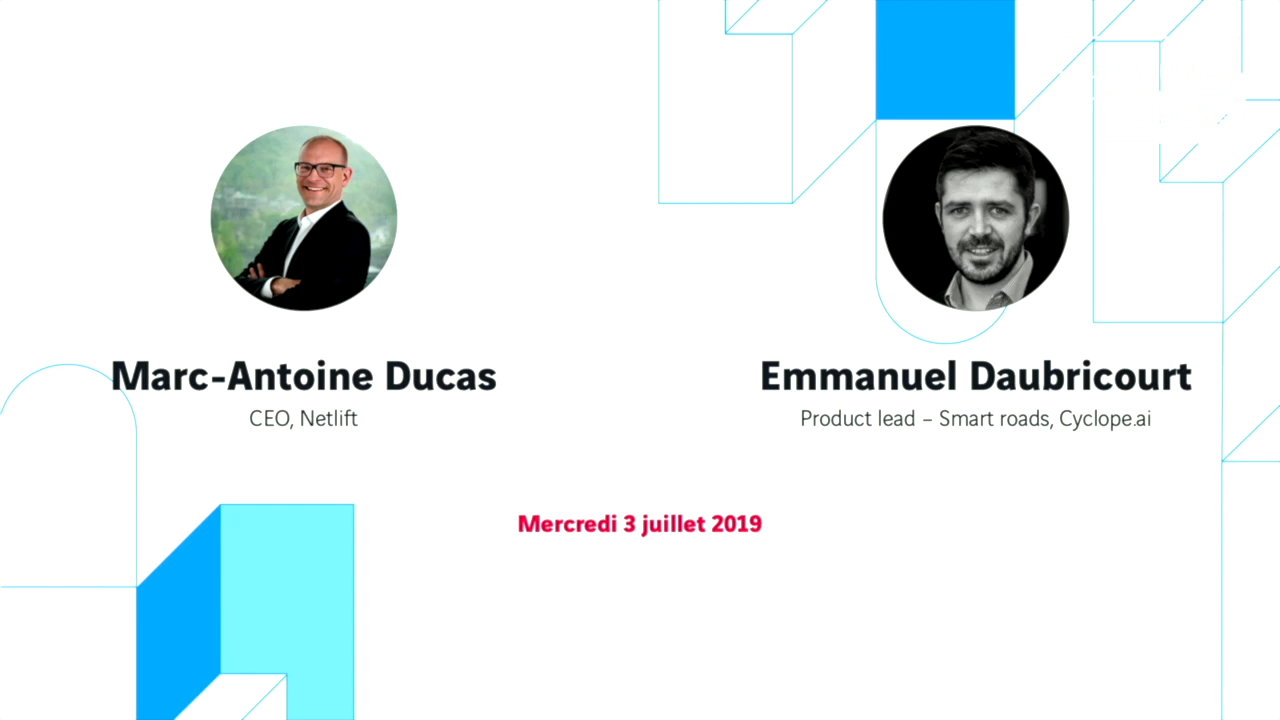 Marc-Antoine Ducas
CEO, Netlift
Emmanuel Daubricourt
Product lead – Smart roads, Cyclope.ai
Mercredi 3 juillet 2019